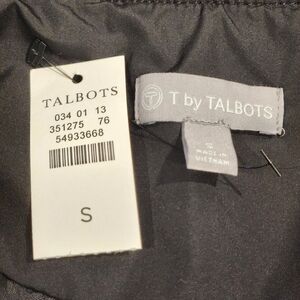 TALBOTS
034 01 13
351275 76
54933668
S
T by TALBOTS
S
MADE IN
VIETNAM